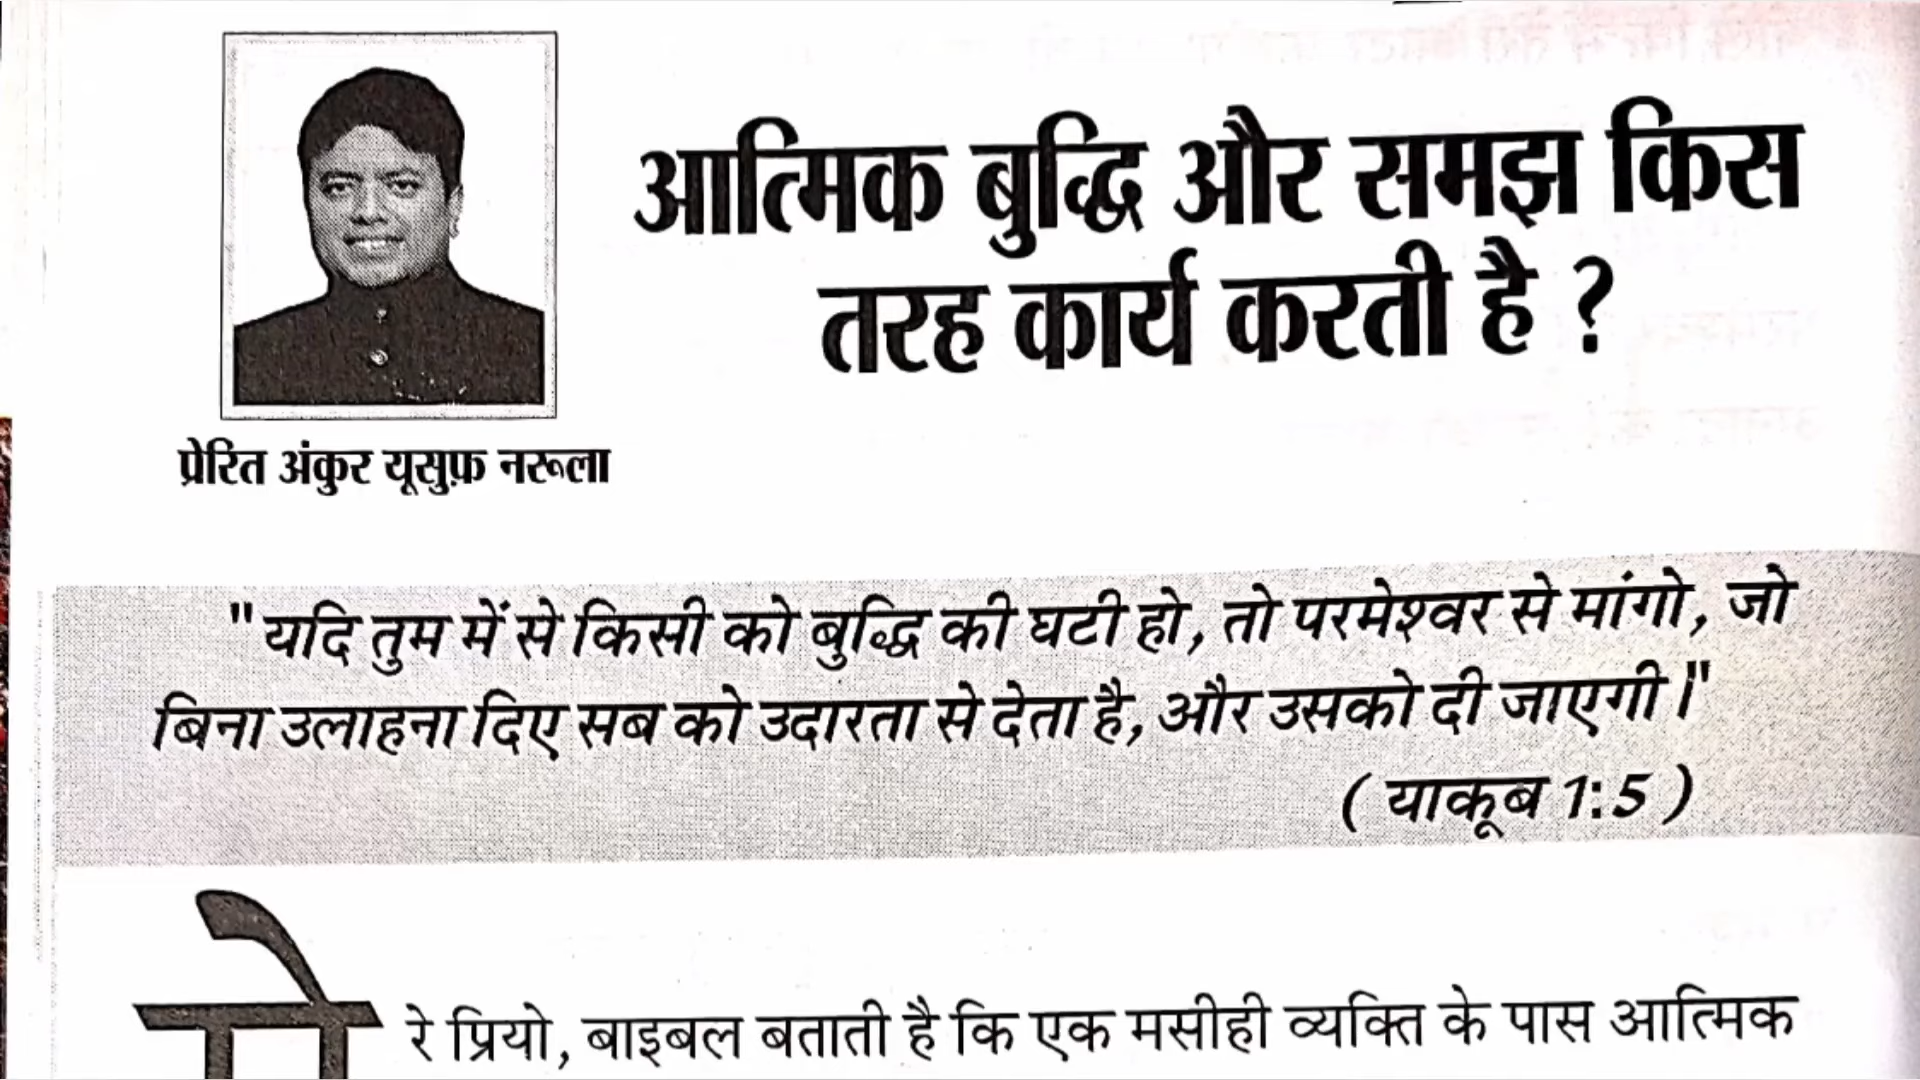 आत्मिक बुद्धि और समझ किस
तरह कार्य करती है ?
प्रेरित अंकुर यूसुफ़ नरूला
"यदि तुम में से किसी को बुद्धि की घटी हो, तो परमेश्वर से मांगो, जो
बिना उलाहना दिए सब को उदारता से देता है, और उसको दी जाएगी।"
( याकूब 1:5 )
रे प्रियो, बाइबल बताती है कि एक मसीही व्यक्ति के पास आत्मिक